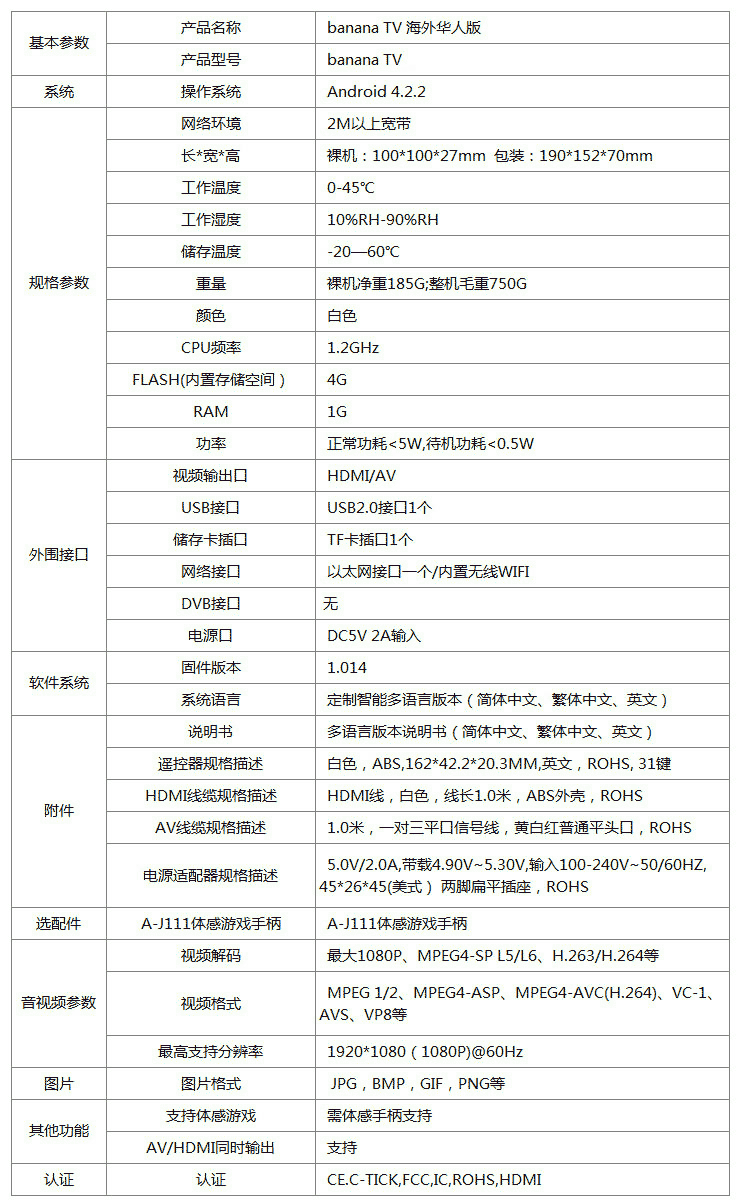 基本参数
产品名称 banana TV 海外华人版
产品型号 banana TV
系统 操作系统 Android 4.2.2
规格参数
网络环境 2M以上宽带
长*宽*高 裸机：100*100*27mm 包装：190*152*70mm
工作温度 0-45℃
工作湿度 10%RH-90%RH
储存温度 -20—60℃
重量 裸机净重185G;整机毛重750G
颜色 白色
CPU频率 1.2GHz
FLASH(内置存储空间） 4G
RAM 1G
功率 正常功耗<5W,待机功耗<0.5W
外围接口
视频输出口 HDMI/AV
USB接口 USB2.0接口1个
储存卡插口 TF卡插口1个
网络接口 以太网接口一个/内置无线WIFI
DVB接口 无
电源口 DC5V 2A输入
软件系统
固件版本 1.014
系统语言 定制智能多语言版本（简体中文、繁体中文、英文）
附件
说明书 多语言版本说明书（简体中文、繁体中文、英文）
遥控器规格描述 白色，ABS,162*42.2*20.3MM,英文，ROHS, 31键
HDMI线缆规格描述 HDMI线，白色，线长1.0米，ABS外壳，ROHS
AV线缆规格描述 1.0米，一对三平口信号线，黄白红普通平头口，ROHS
电源适配器规格描述 5.0V/2.0A,带载4.90V~5.30V,输入100-240V~50/60HZ,
45*26*45(美式） 两脚扁平插座，ROHS
选配件 A-J111体感游戏手柄 A-J111体感游戏手柄
音视频参数
视频解码 最大1080P、MPEG4-SP L5/L6、H.263/H.264等
视频格式 MPEG 1/2、MPEG4-ASP、MPEG4-AVC(H.264)、VC-1、
AVS、VP8等
最高支持分辨率 1920*1080（1080P)@60Hz
图片 图片格式 JPG，BMP，GIF，PNG等
其他功能
支持体感游戏 需体感手柄支持
AV/HDMI同时输出 支持
认证 认证 CE.C-TICK,FCC,IC,ROHS,HDMI